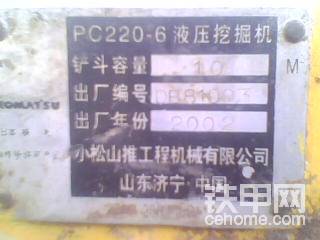 PC220-6 液压挖掘机
铲斗容量 1.0 M
出厂编号
出厂年份 2002
小松山推工程机械有限公司
山东济宁·中国
KOMATSU
铁甲网